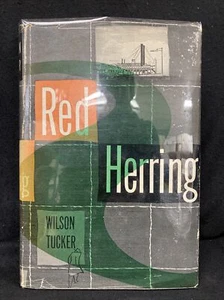 Red
g
Herring
WILSON
TUCKER